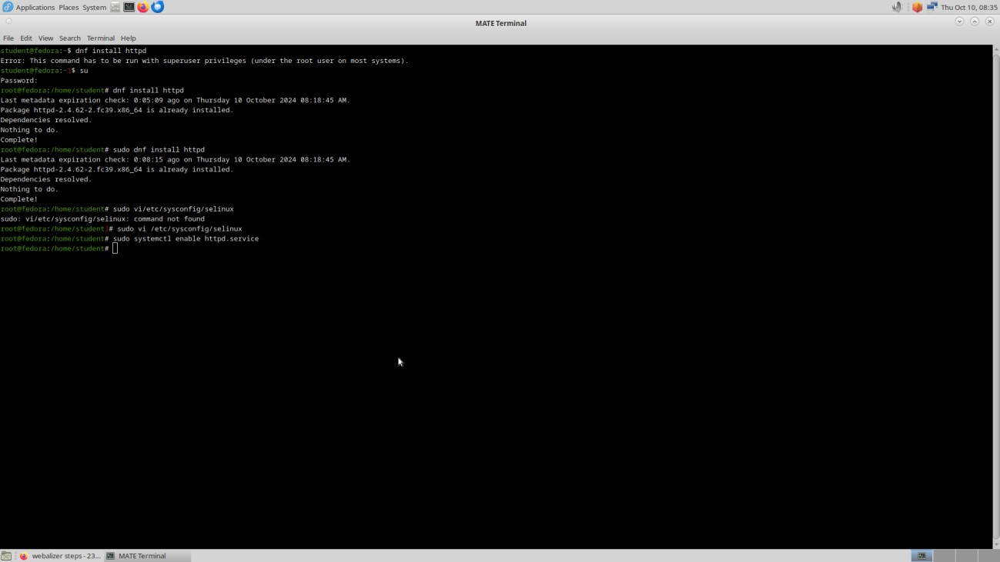 Applications Places System
Thu Oct 10, 08:35
MATE Terminal
File Edit View Search Terminal Help
student@fedora:~$ dnf install httpd
Error: This command has to be run with superuser privileges (under the root user on most systems).
student@fedora:~1$ su
Password:
root@fedora:/home/student# dnf install httpd
Last metadata expiration check: 0:05:09 ago on Thursday 10 October 2024 08:18:45 AM.
Package httpd-2.4.62-2.fc39.x86_64 is already installed.
Dependencies resolved.
Nothing to do.
Complete!
root@fedora:/home/student# sudo dnf install httpd
Last metadata expiration check: 0:08:15 ago on Thursday 10 October 2024 08:18:45 AM.
Package httpd-2.4.62-2.fc39.x86_64 is already installed.
Dependencies resolved.
Nothing to do.
Complete!
root@fedora:/home/student# sudo vi/etc/sysconfig/selinux
sudo: vi/etc/sysconfig/selinux: command not found
root@fedora:/home/student1# sudo vi /etc/sysconfig/selinux
root@fedora:/home/student# sudo systemctl enable httpd.service
root@fedora:/home/student#
webalizer steps - 23... MATE Terminal